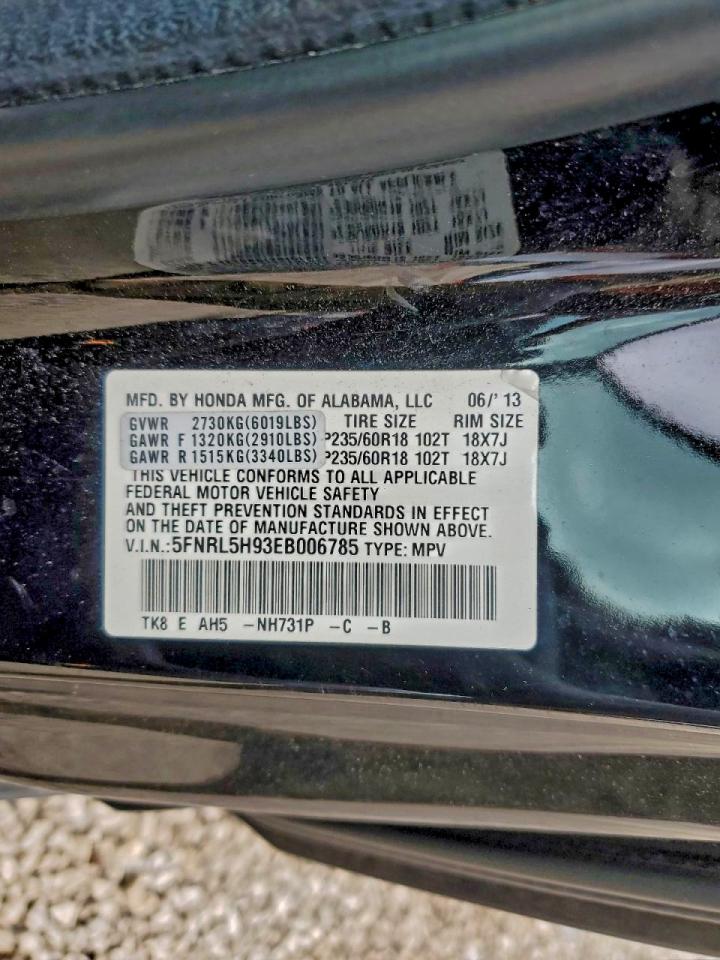 MFD. BY HONDA MFG. OF ALABAMA, LLC 06/'13
GVWR 2730KG(6019LBS) TIRE SIZE RIM SIZE
GAWR F 1320KG(2910LBS) P235/60R18 102T 18X7J
GAWR R 1515KG(3340LBS) P235/60R18 102T 18X7J
THIS VEHICLE CONFORMS TO ALL APPLICABLE
FEDERAL MOTOR VEHICLE SAFETY
AND THEFT PREVENTION STANDARDS IN EFFECT
ON THE DATE OF MANUFACTURE SHOWN ABOVE.
V.I.N.:5FNRL5H93EB006785 TYPE: MPV
TK8 E AH5 -NH731P -C -B